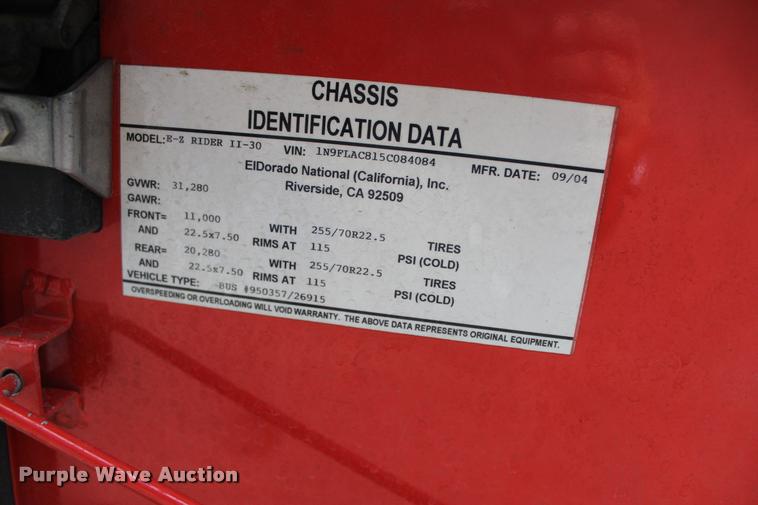 CHASSIS
IDENTIFICATION DATA
MODEL: E-Z RIDER II-30 VIN: 1N9FLAC815C084084 MFR. DATE: 09/04
ElDorado National (California), Inc.
Riverside, CA 92509
GVWR: 31,280
GAWR:
FRONT= 11,000 WITH 255/70R22.5 TIRES
AND 22.5x7.50 RIMS AT 115 PSI (COLD)
REAR= 20,280 WITH 255/70R22.5 TIRES
AND 22.5x7.50 RIMS AT 115 PSI (COLD)
VEHICLE TYPE: BUS #950357/26915
OVERSPEEDING OR OVERLOADING WILL VOID WARRANTY. THE ABOVE DATA REPRESENTS ORIGINAL EQUIPMENT.
Purple Wave Auction